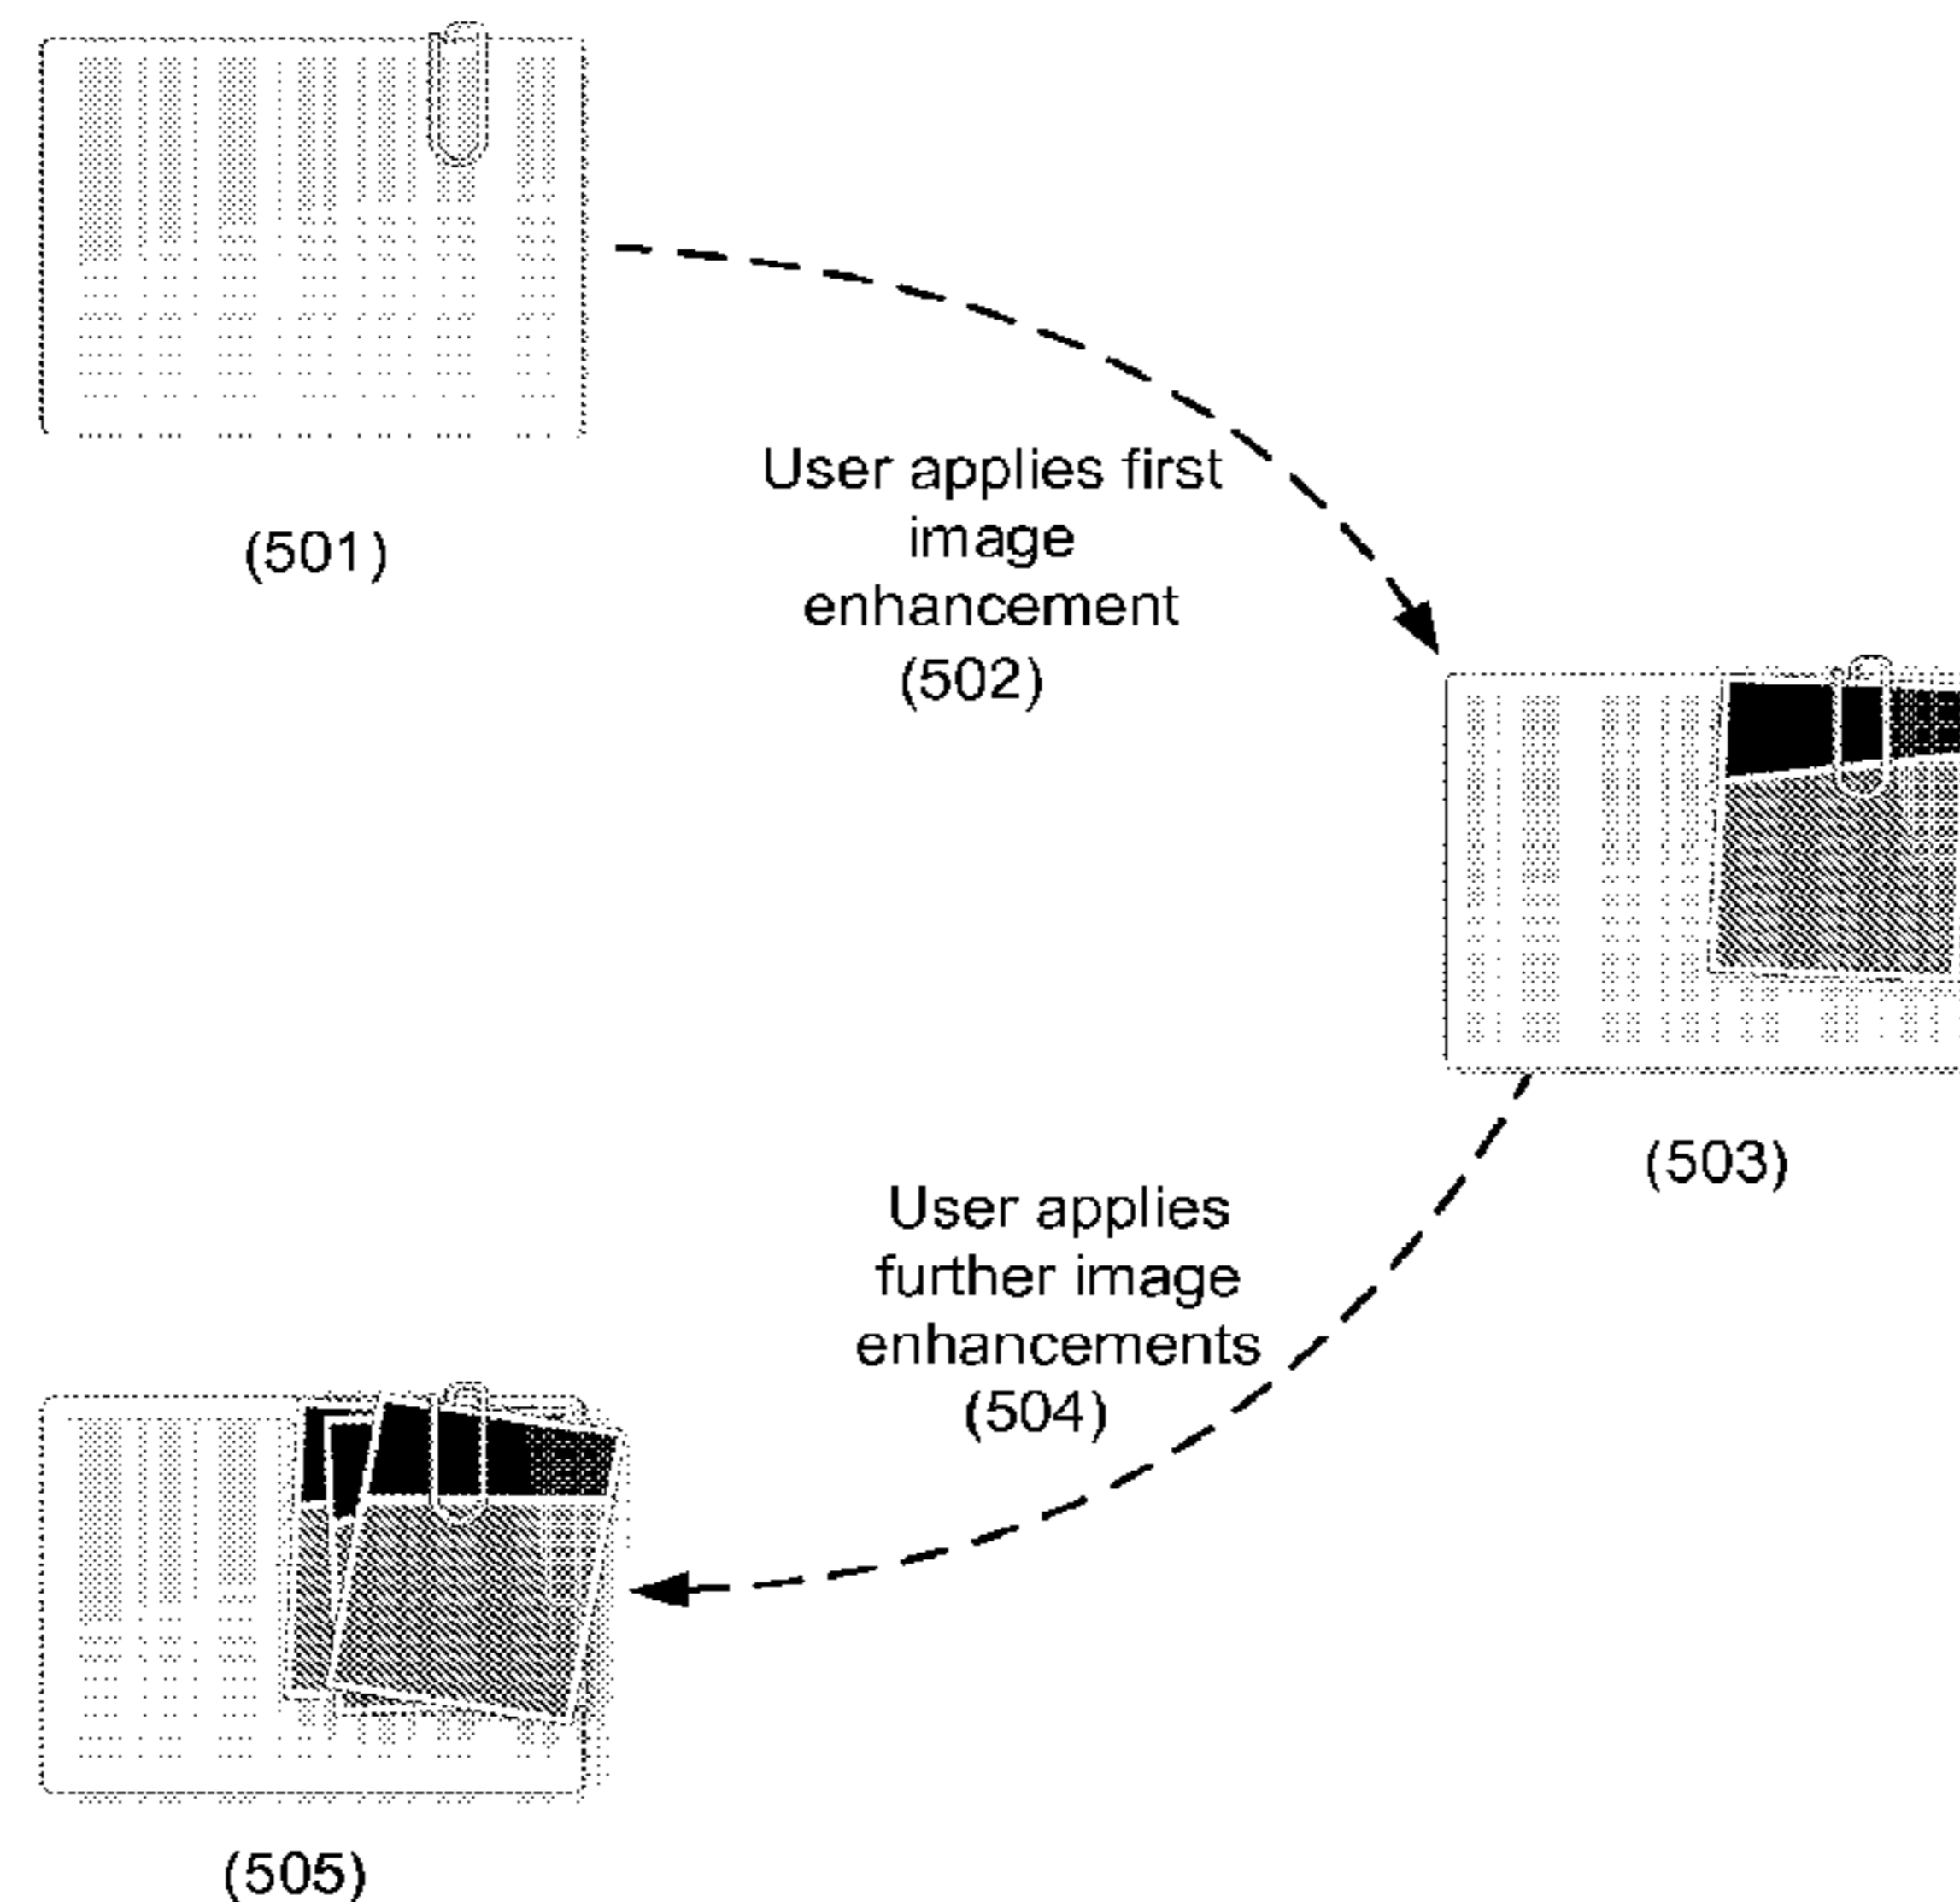 (501)
User applies first
image
enhancement
(502)
(503)
User applies
further image
enhancements
(504)
(505)